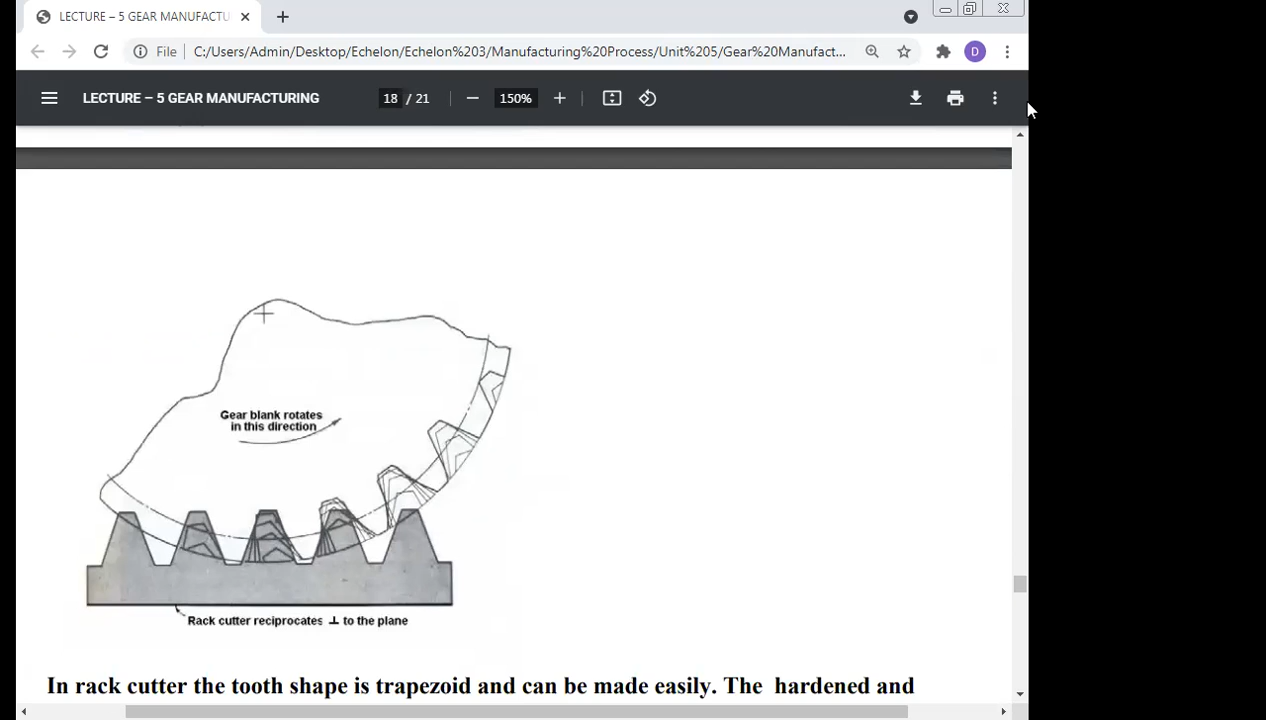 LECTURE – 5 GEAR MANUFACTU
File C:/Users/Admin/Desktop/Echelon/Echelon%203/Manufacturing%20Process/Unit%205/Gear%20Manufact...
D
LECTURE – 5 GEAR MANUFACTURING 18 / 21 150%
Gear blank rotates
in this direction
Rack cutter reciprocates ⊥ to the plane
In rack cutter the tooth shape is trapezoid and can be made easily. The hardened and